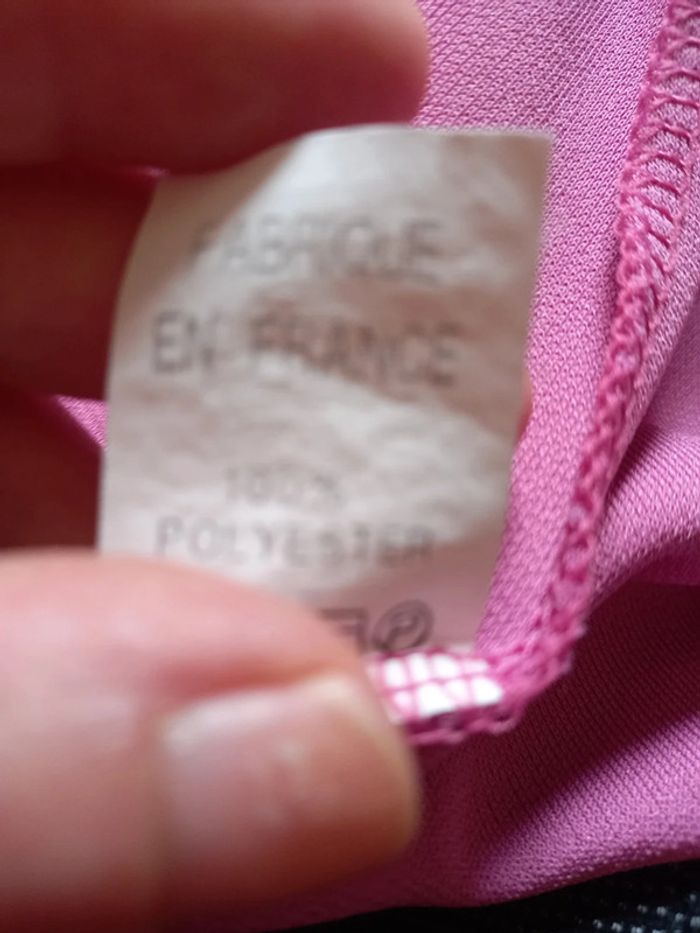 FABRIQUE
EN FRANCE
100%
POLYESTER
P